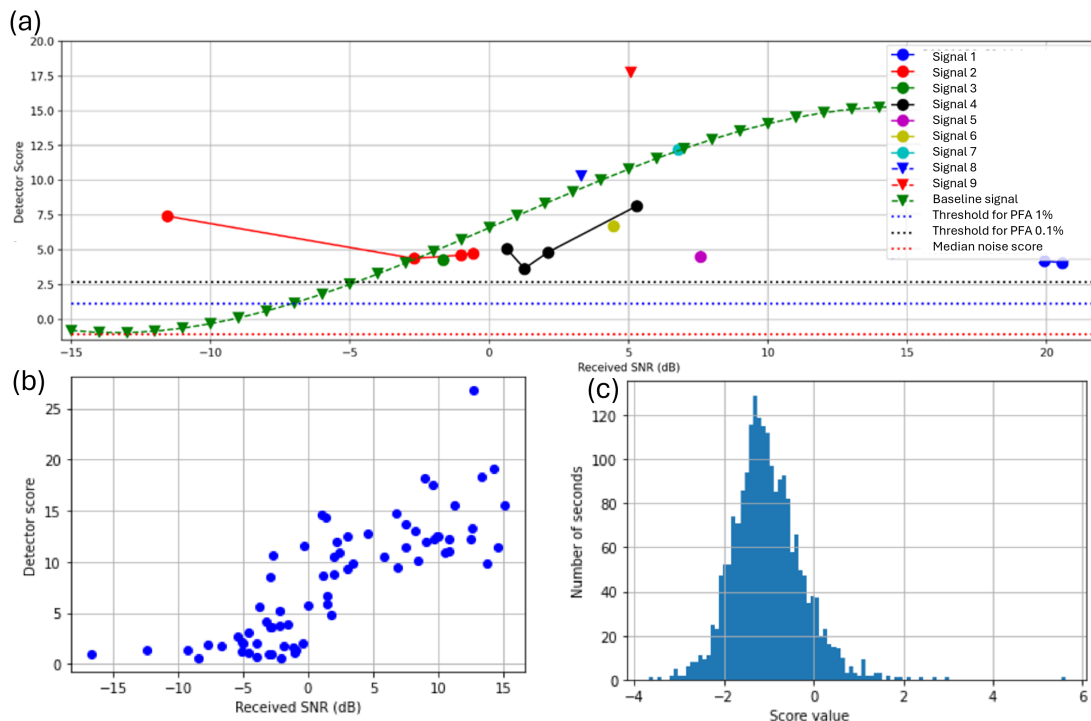 (a)
20.0
17.5
15.0
12.5
10.0
7.5
5.0
2.5
0.0
Detector Score
−15 −10 −5 0 5 10 15 20
Received SNR (dB)
Signal 1
Signal 2
Signal 3
Signal 4
Signal 5
Signal 6
Signal 7
Signal 8
Signal 9
Baseline signal
Threshold for PFA 1%
Threshold for PFA 0.1%
Median noise score
(b)
25
20
15
10
5
0
Detector score
−15 −10 −5 0 5 10 15
Received SNR (dB)
(c)
120
100
80
60
40
20
0
Number of seconds
−4 −2 0 2 4 6
Score value